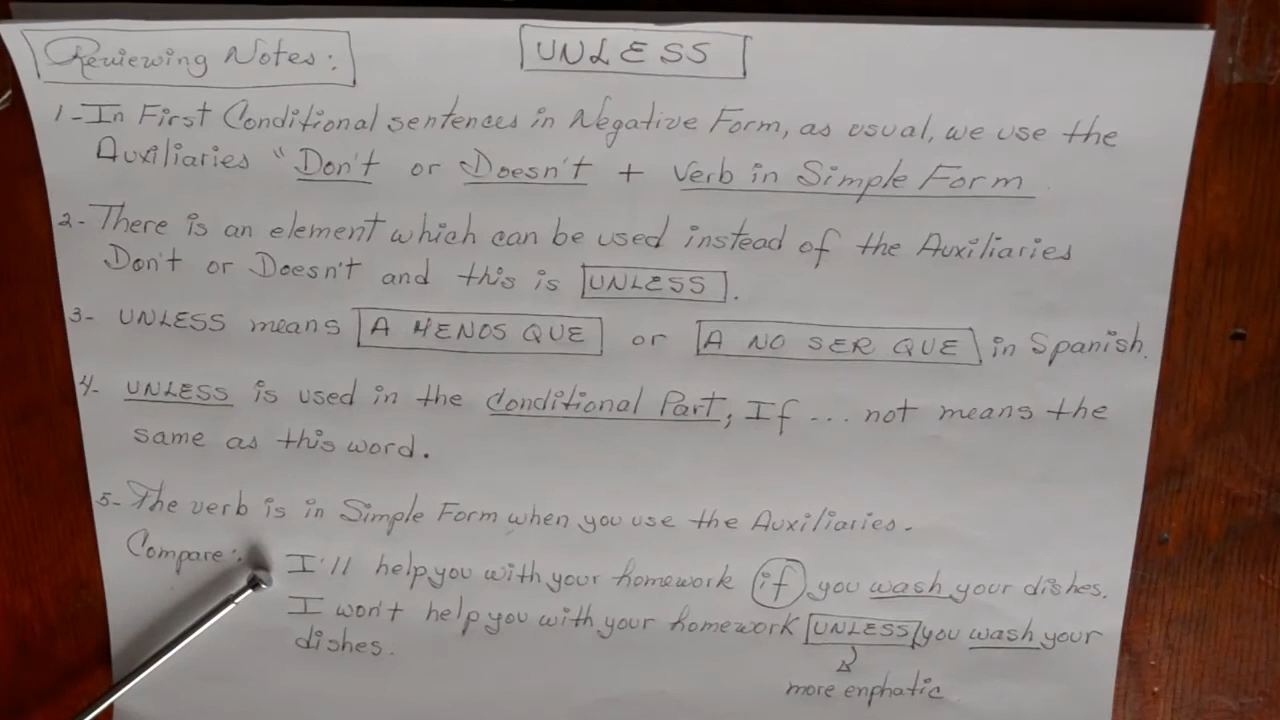 Reviewing Notes:
UNLESS
1-In First Conditional sentences in Negative Form, as usual, we use the
Auxiliaries "Don't or Doesn't + Verb in Simple Form
2-There is an element which can be used instead of the Auxiliaries
Don't or Doesn't and this is UNLESS.
3- UNLESS means A MENOS QUE or A NO SER QUE in Spanish.
4- UNLESS is used in the Conditional Part, If ... not means the
same as this word.
5-The verb is in Simple Form when you use the Auxiliaries.
Compare: I'll help you with your homework if you wash your dishes.
I won't help you with your homework UNLESS you wash your
dishes.
more enphatic